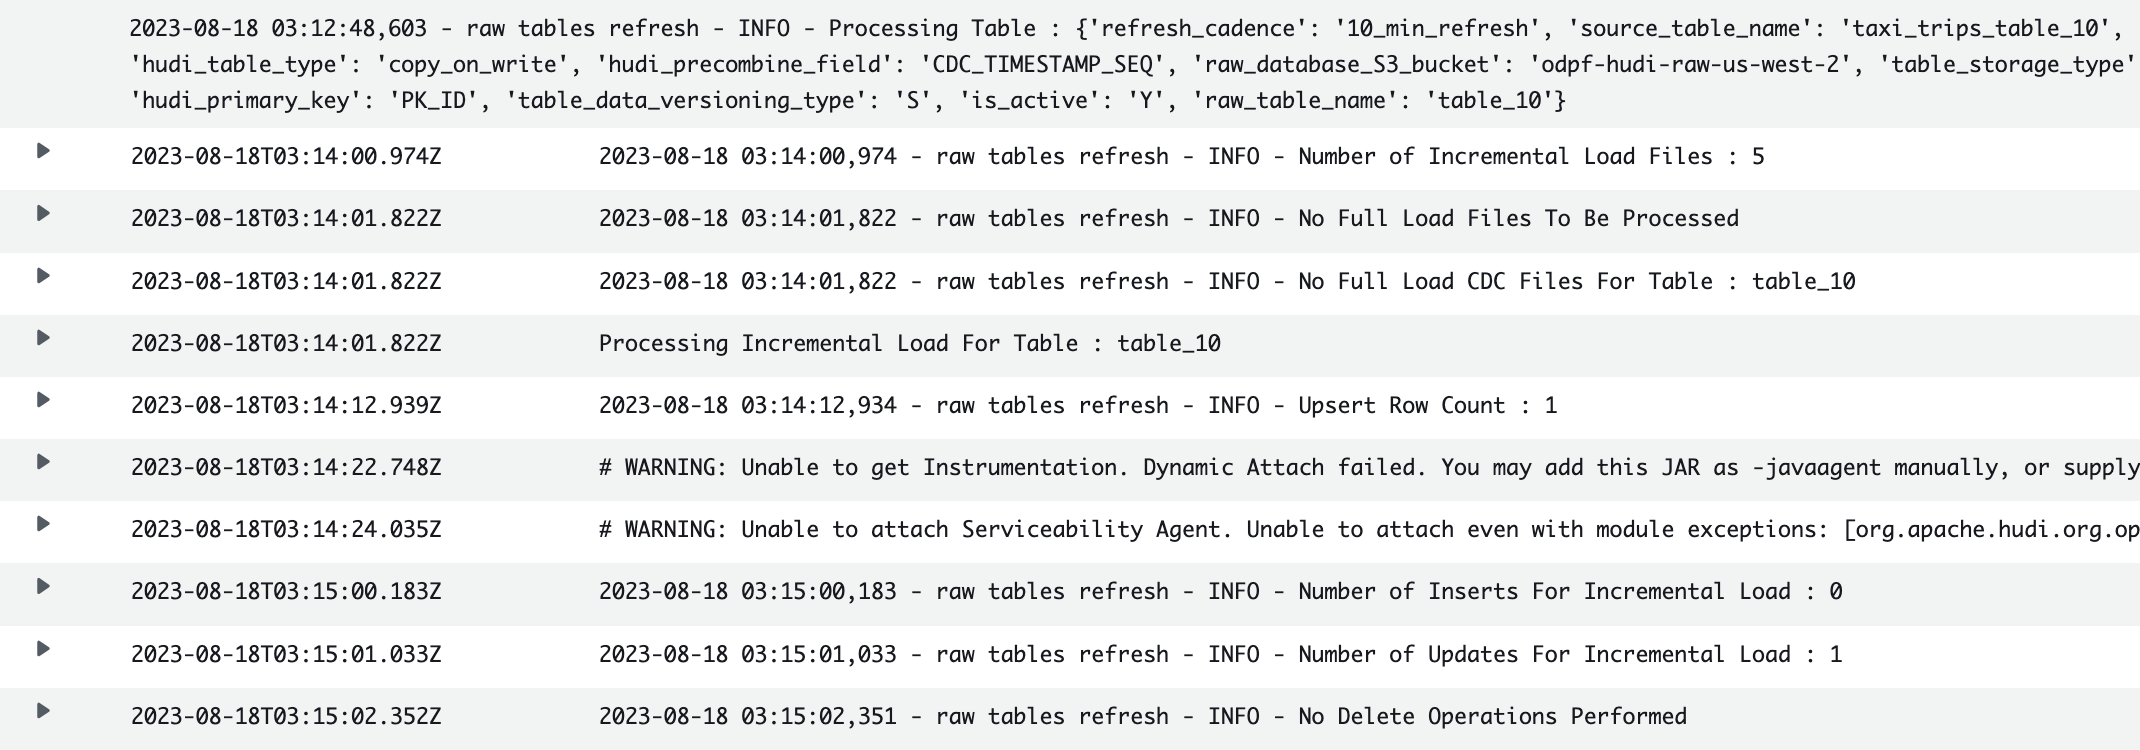 2023-08-18 03:12:48,603 - raw tables refresh - INFO - Processing Table : {'refresh_cadence': '10_min_refresh', 'source_table_name': 'taxi_trips_table_10',
'hudi_table_type': 'copy_on_write', 'hudi_precombine_field': 'CDC_TIMESTAMP_SEQ', 'raw_database_S3_bucket': 'odpf-hudi-raw-us-west-2', 'table_storage_type'
'hudi_primary_key': 'PK_ID', 'table_data_versioning_type': 'S', 'is_active': 'Y', 'raw_table_name': 'table_10'}
2023-08-18T03:14:00.974Z 2023-08-18 03:14:00,974 - raw tables refresh - INFO - Number of Incremental Load Files : 5
2023-08-18T03:14:01.822Z 2023-08-18 03:14:01,822 - raw tables refresh - INFO - No Full Load Files To Be Processed
2023-08-18T03:14:01.822Z 2023-08-18 03:14:01,822 - raw tables refresh - INFO - No Full Load CDC Files For Table : table_10
2023-08-18T03:14:01.822Z Processing Incremental Load For Table : table_10
2023-08-18T03:14:12.939Z 2023-08-18 03:14:12,934 - raw tables refresh - INFO - Upsert Row Count : 1
2023-08-18T03:14:22.748Z # WARNING: Unable to get Instrumentation. Dynamic Attach failed. You may add this JAR as -javaagent manually, or supply
2023-08-18T03:14:24.035Z # WARNING: Unable to attach Serviceability Agent. Unable to attach even with module exceptions: [org.apache.hudi.org.op
2023-08-18T03:15:00.183Z 2023-08-18 03:15:00,183 - raw tables refresh - INFO - Number of Inserts For Incremental Load : 0
2023-08-18T03:15:01.033Z 2023-08-18 03:15:01,033 - raw tables refresh - INFO - Number of Updates For Incremental Load : 1
2023-08-18T03:15:02.352Z 2023-08-18 03:15:02,351 - raw tables refresh - INFO - No Delete Operations Performed